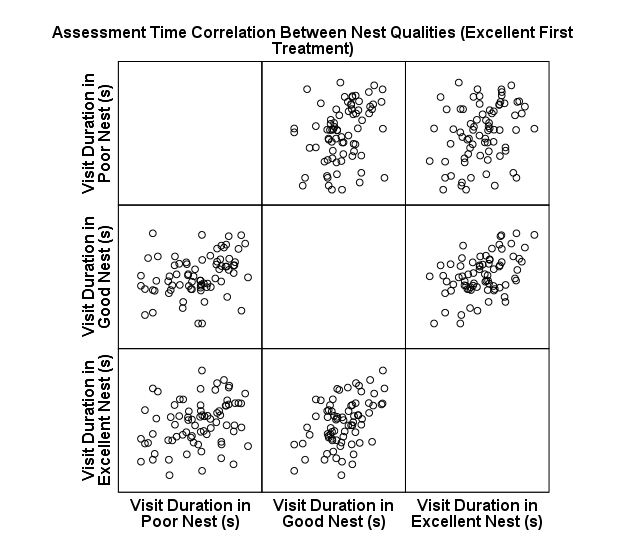 Assessment Time Correlation Between Nest Qualities (Excellent First
Treatment)
Visit Duration in
Poor Nest (s)
Visit Duration in
Good Nest (s)
Visit Duration in
Excellent Nest (s)
Visit Duration in
Poor Nest (s)
Visit Duration in
Good Nest (s)
Visit Duration in
Excellent Nest (s)